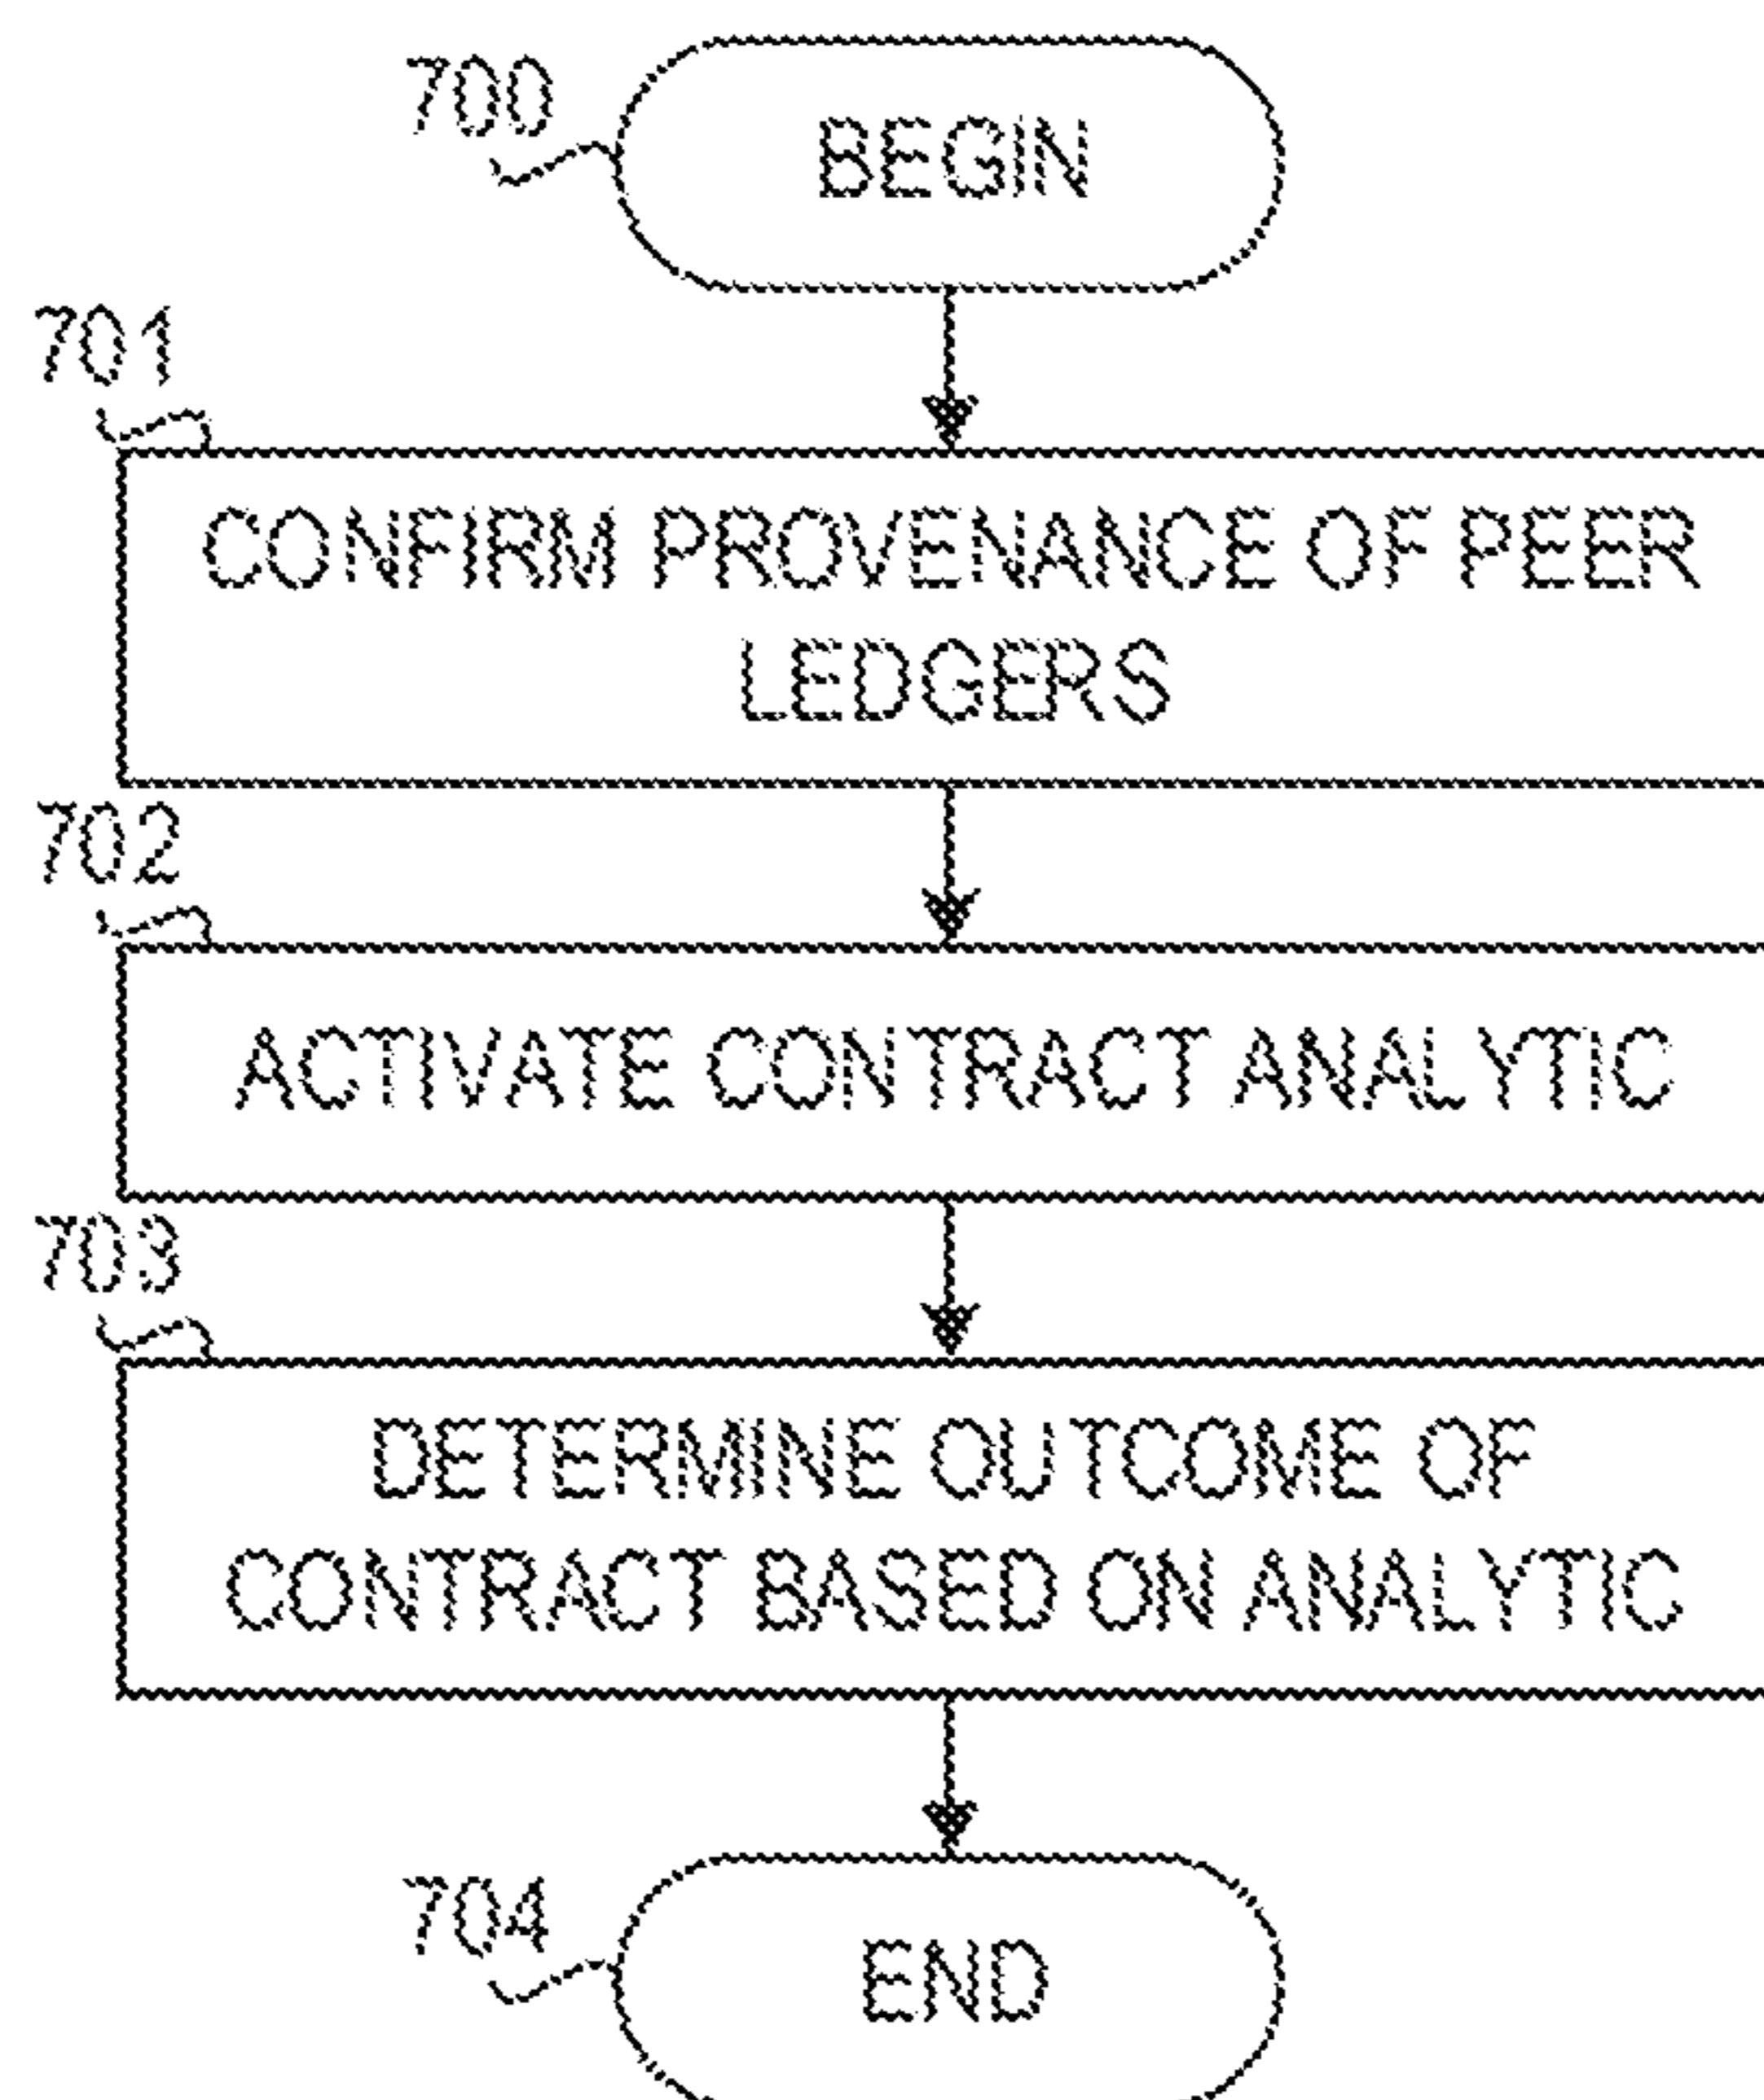 700
BEGIN
701
CONFIRM PROVENANCE OF PEER
LEDGERS
702
ACTIVATE CONTRACT ANALYTIC
703
DETERMINE OUTCOME OF
CONTRACT BASED ON ANALYTIC
704
END